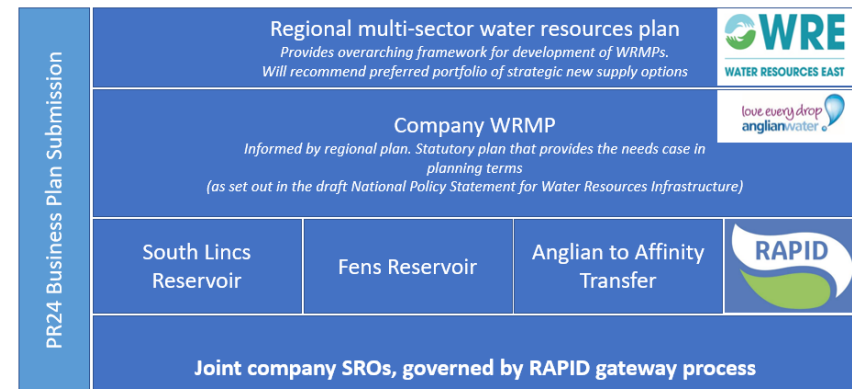 PR24 Business Plan Submission
Regional multi-sector water resources plan
Provides overarching framework for development of WRMPs.
Will recommend preferred portfolio of strategic new supply options
WRE
WATER RESOURCES EAST
Company WRMP
Informed by regional plan. Statutory plan that provides the needs case in
planning terms
(as set out in the draft National Policy Statement for Water Resources Infrastructure)
love every drop
anglianwater
South Lincs
Reservoir
Fens Reservoir
Anglian to Affinity
Transfer
RAPID
Joint company SROs, governed by RAPID gateway process